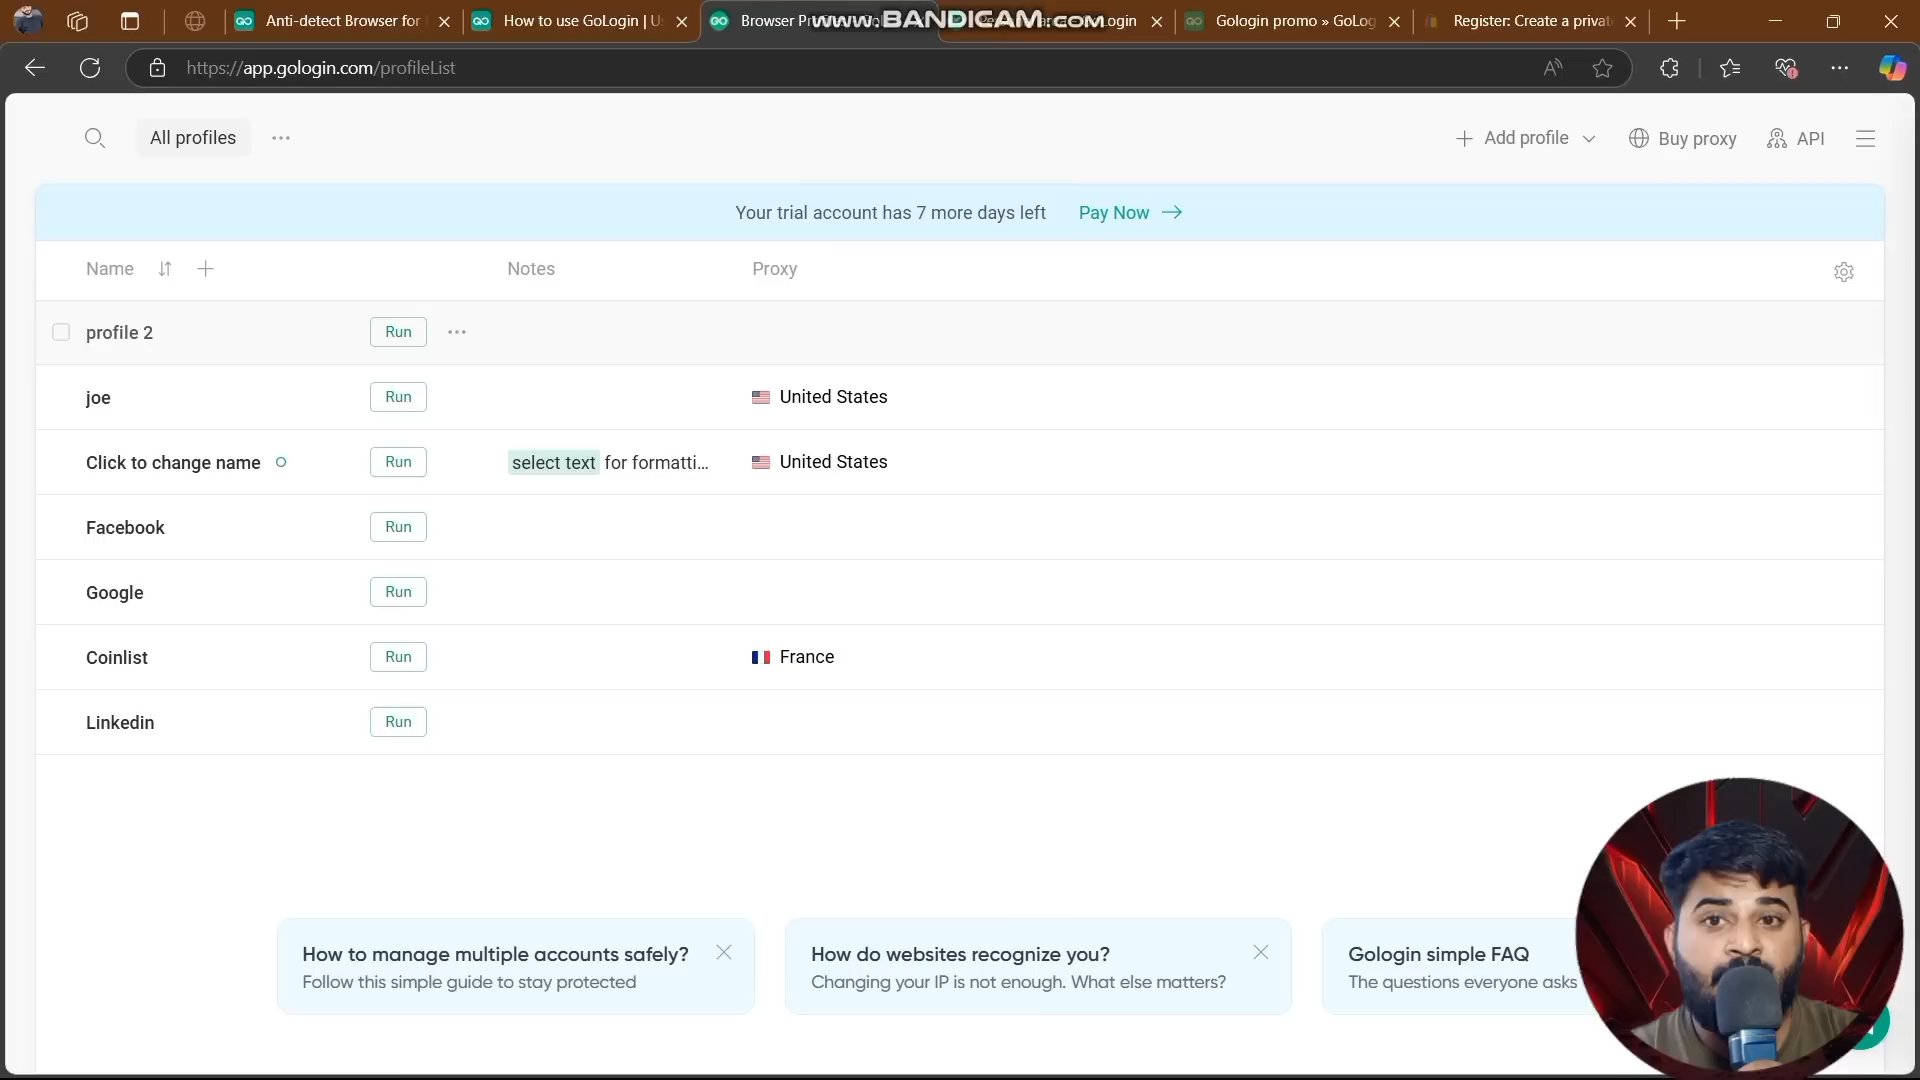 Anti-detect Browser for
How to use GoLogin | U
Browser Pr
www.BANDICAM.com
Login
Gologin promo » GoLog
Register: Create a privat
https://app.gologin.com/profileList
All profiles
Add profile
Buy proxy
API
Your trial account has 7 more days left
Pay Now
Name
Notes
Proxy
profile 2
Run
joe
Run
United States
Click to change name
Run
select text for formatti...
United States
Facebook
Run
Google
Run
Coinlist
Run
France
Linkedin
Run
How to manage multiple accounts safely?
Follow this simple guide to stay protected
How do websites recognize you?
Changing your IP is not enough. What else matters?
Gologin simple FAQ
The questions everyone asks